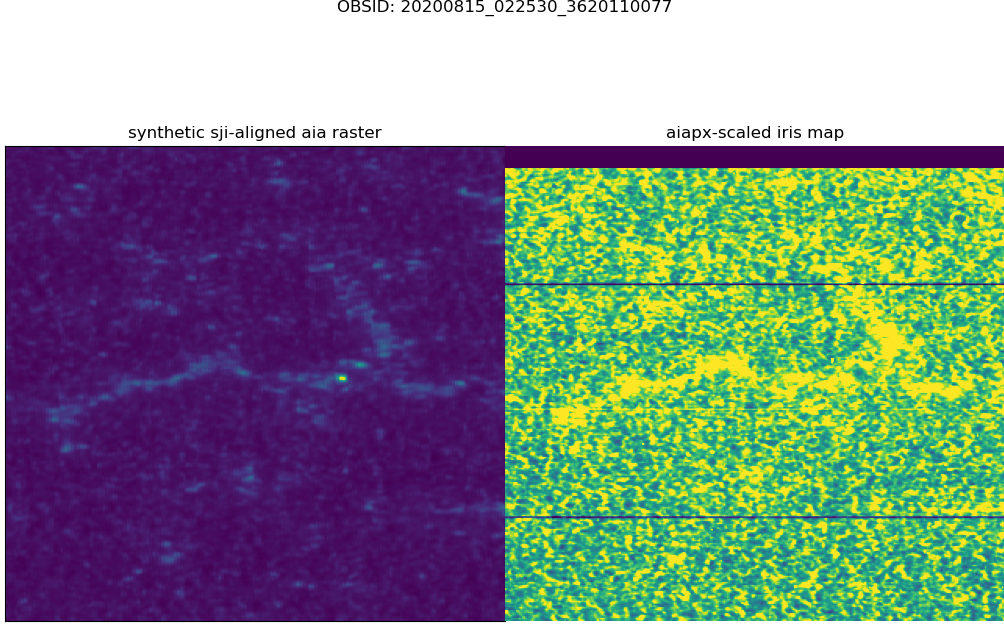 OBSID: 20200815_022530_3620110077
synthetic sji-aligned aia raster
aiapx-scaled iris map